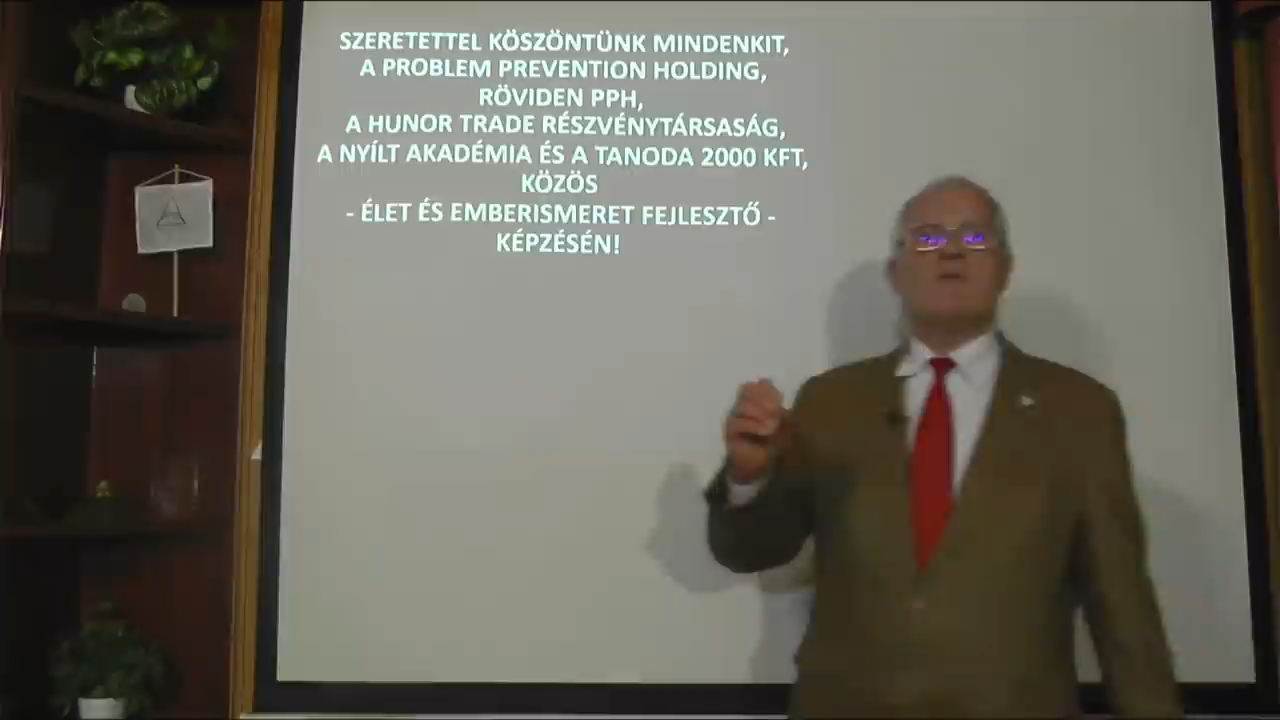 SZERETETTEL KÖSZÖNTÜNK MINDENKIT,
A PROBLEM PREVENTION HOLDING,
RÖVIDEN PPH,
A HUNOR TRADE RÉSZVÉNYTÁRSASÁG,
A NYÍLT AKADÉMIA ÉS A TANODA 2000 KFT,
KÖZÖS
- ÉLET ÉS EMBERISMERET FEJLESZTŐ -
KÉPZÉSÉN!